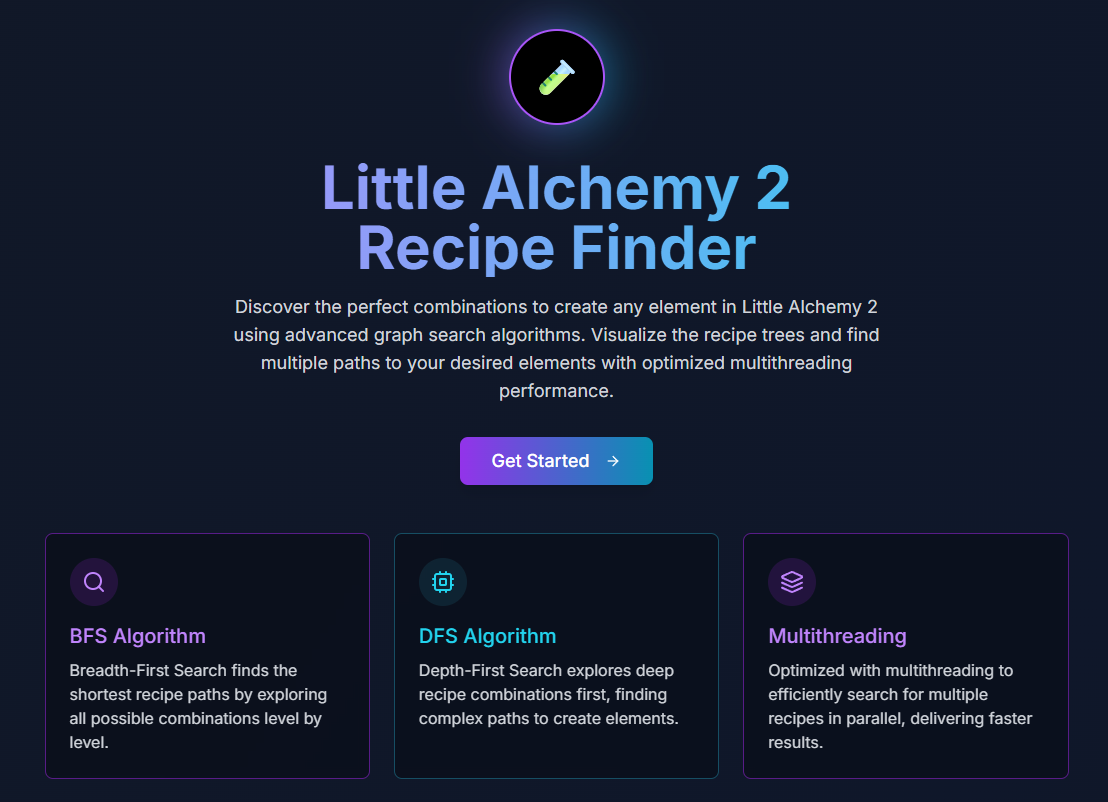 Little Alchemy 2
Recipe Finder
Discover the perfect combinations to create any element in Little Alchemy 2
using advanced graph search algorithms. Visualize the recipe trees and find
multiple paths to your desired elements with optimized multithreading
performance.
Get Started
BFS Algorithm
Breadth-First Search finds the
shortest recipe paths by exploring
all possible combinations level by
level.
DFS Algorithm
Depth-First Search explores deep
recipe combinations first, finding
complex paths to create elements.
Multithreading
Optimized with multithreading to
efficiently search for multiple
recipes in parallel, delivering faster
results.